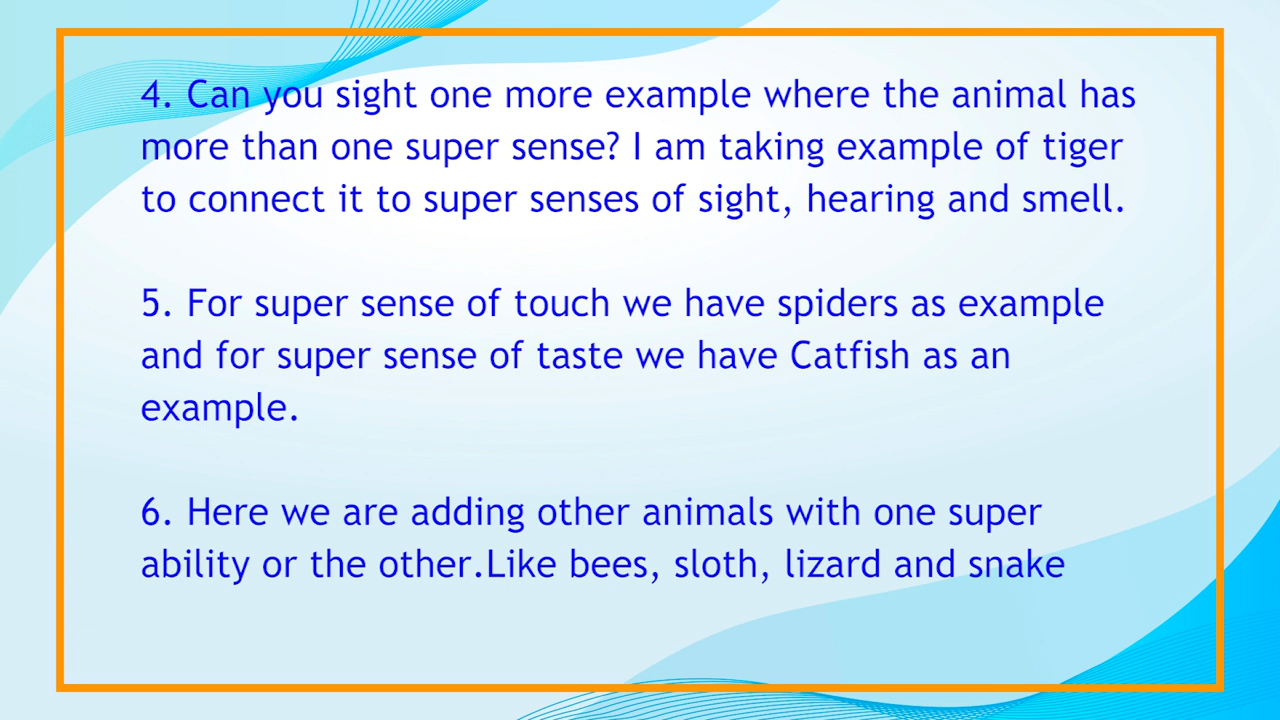 4. Can you sight one more example where the animal has
more than one super sense? I am taking example of tiger
to connect it to super senses of sight, hearing and smell.
5. For super sense of touch we have spiders as example
and for super sense of taste we have Catfish as an
example.
6. Here we are adding other animals with one super
ability or the other.Like bees, sloth, lizard and snake